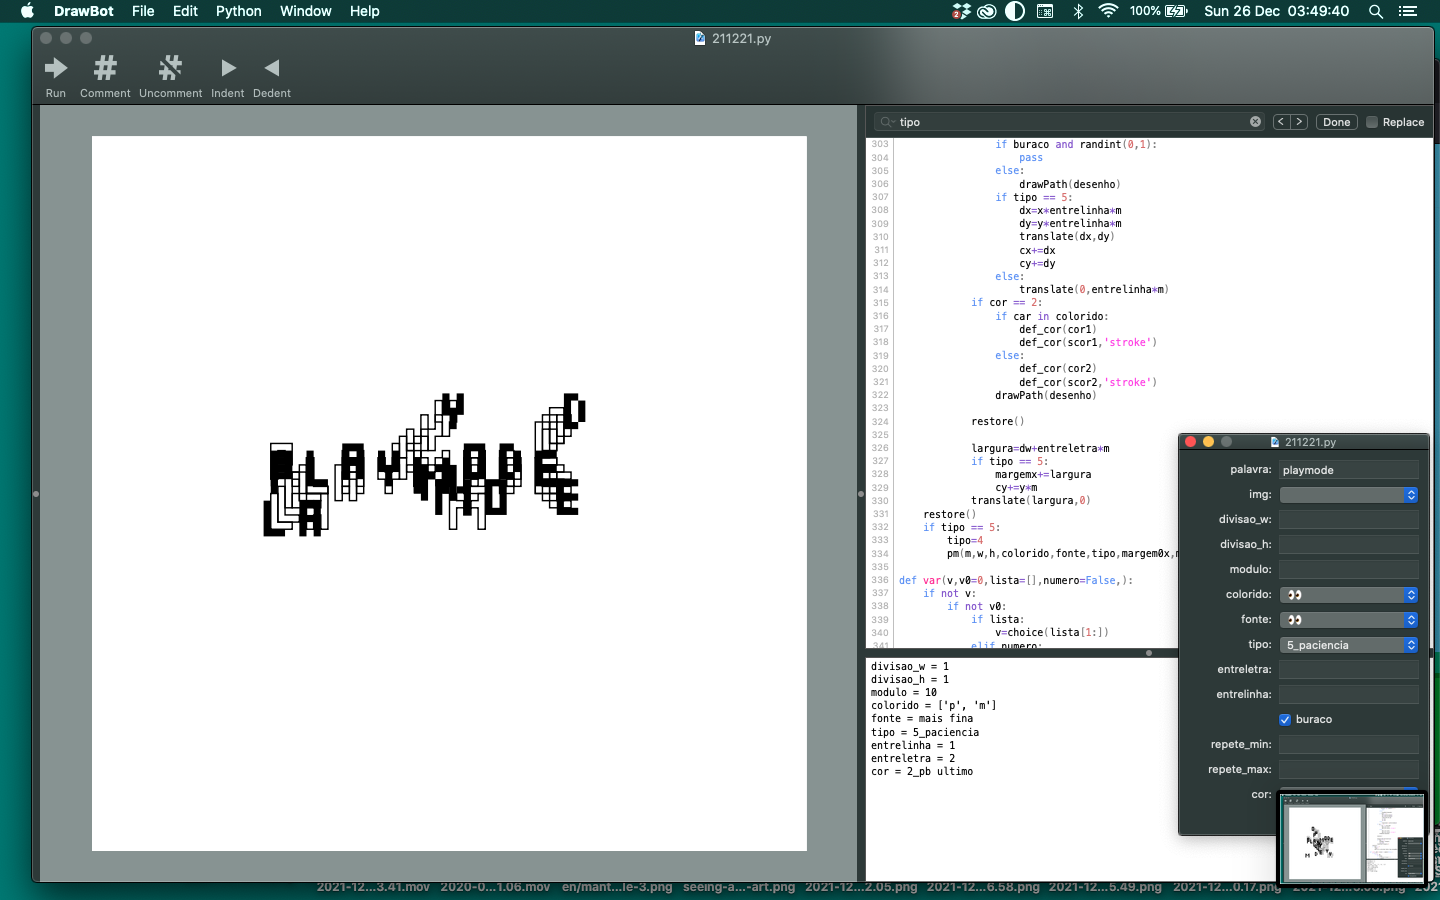 DrawBot File Edit Python Window Help 2 100% Sun 26 Dec 03:49:40
211221.py
Run Comment Uncomment Indent Dedent
tipo < > Done Replace
303 if buraco and randint(0,1):
304 pass
305 else:
306 drawPath(desenho)
307 if tipo == 5:
308 dx=x*entrelinha*m
309 dy=y*entrelinha*m
310 translate(dx,dy)
311 cx+=dx
312 cy+=dy
313 else:
314 translate(0,entrelinha*m)
315 if cor == 2:
316 if car in colorido:
317 def_cor(cor1)
318 def_cor(scor1,'stroke')
319 else:
320 def_cor(cor2)
321 def_cor(scor2,'stroke')
322 drawPath(desenho)
323
324 restore()
325
326 largura=dw+entreletra*m
327 if tipo == 5:
328 margemx+=largura
329 cy+=y*m
330 translate(largura,0)
331 restore()
332 if tipo == 5:
333 tipo=4
334 pm(m,w,h,colorido,fonte,tipo,margem0x,
335
336 def var(v,v0=0,lista=[],numero=False,):
337 if not v:
338 if not v0:
339 if lista:
340 v=choice(lista[1:])
341 elif numero:
divisao_w = 1
divisao_h = 1
modulo = 10
colorido = ['p', 'm']
fonte = mais fina
tipo = 5_paciencia
entrelinha = 1
entreletra = 2
cor = 2_pb ultimo
211221.py
palavra: playmode
img:
divisao_w:
divisao_h:
modulo:
colorido: 👀
fonte: 👀
tipo: 5_paciencia
entreletra:
entrelinha:
buraco
repete_min:
repete_max:
cor:
Y D
PLAYMODE
LA
2021-12...3.41.mov 2020-0...1.06.mov en/mant...le-3.png seeing-a...-art.png 2021-12...2.05.png 2021-12...6.58.png 2021-12...5.49.png 2021-12...0.17.png